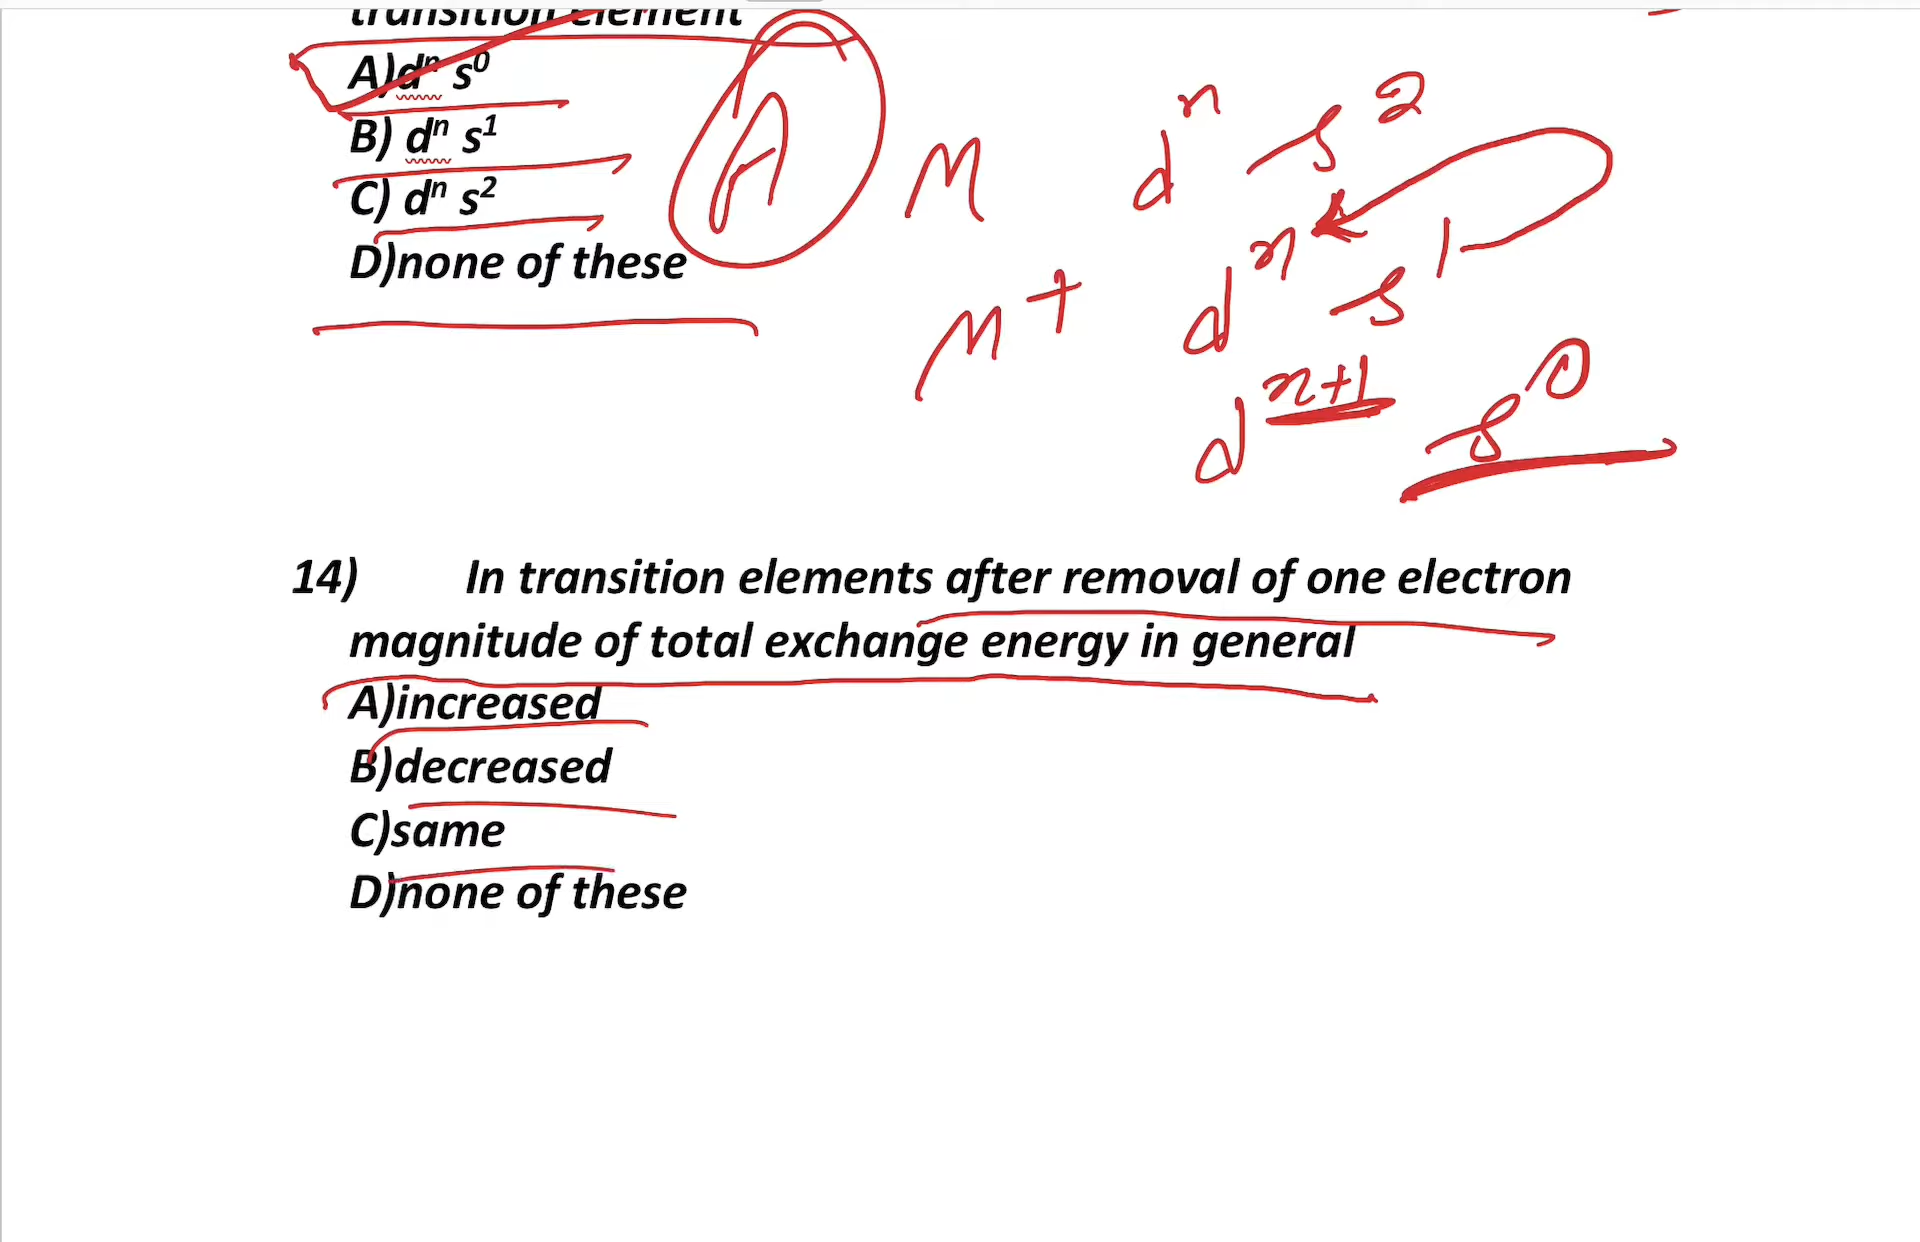 transition element
A)dⁿ s⁰
B) dⁿ s¹
C) dⁿ s²
D)none of these
A
M dⁿ s²
M⁺ dⁿ s¹
dⁿ⁺¹ s⁰
14) In transition elements after removal of one electron
magnitude of total exchange energy in general
A)increased
B)decreased
C)same
D)none of these